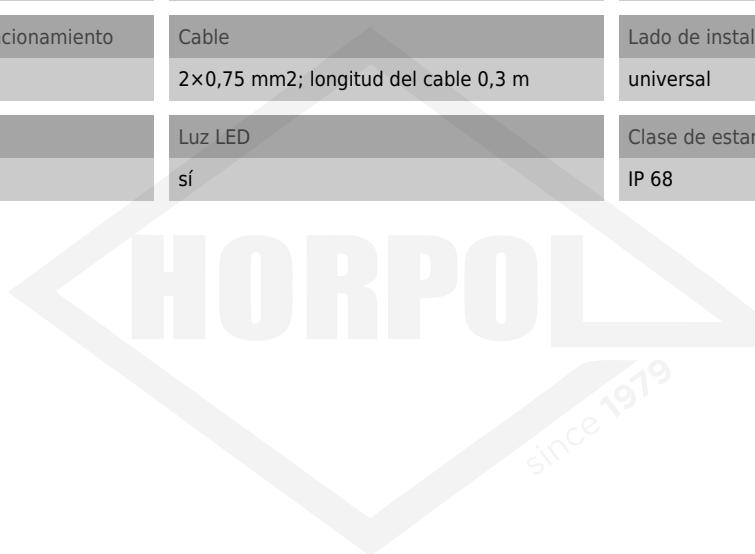 cionamiento
Cable
Lado de instal
2×0,75 mm2; longitud del cable 0,3 m
universal
Luz LED
Clase de estar
sí
IP 68
HORPOL
since 1979